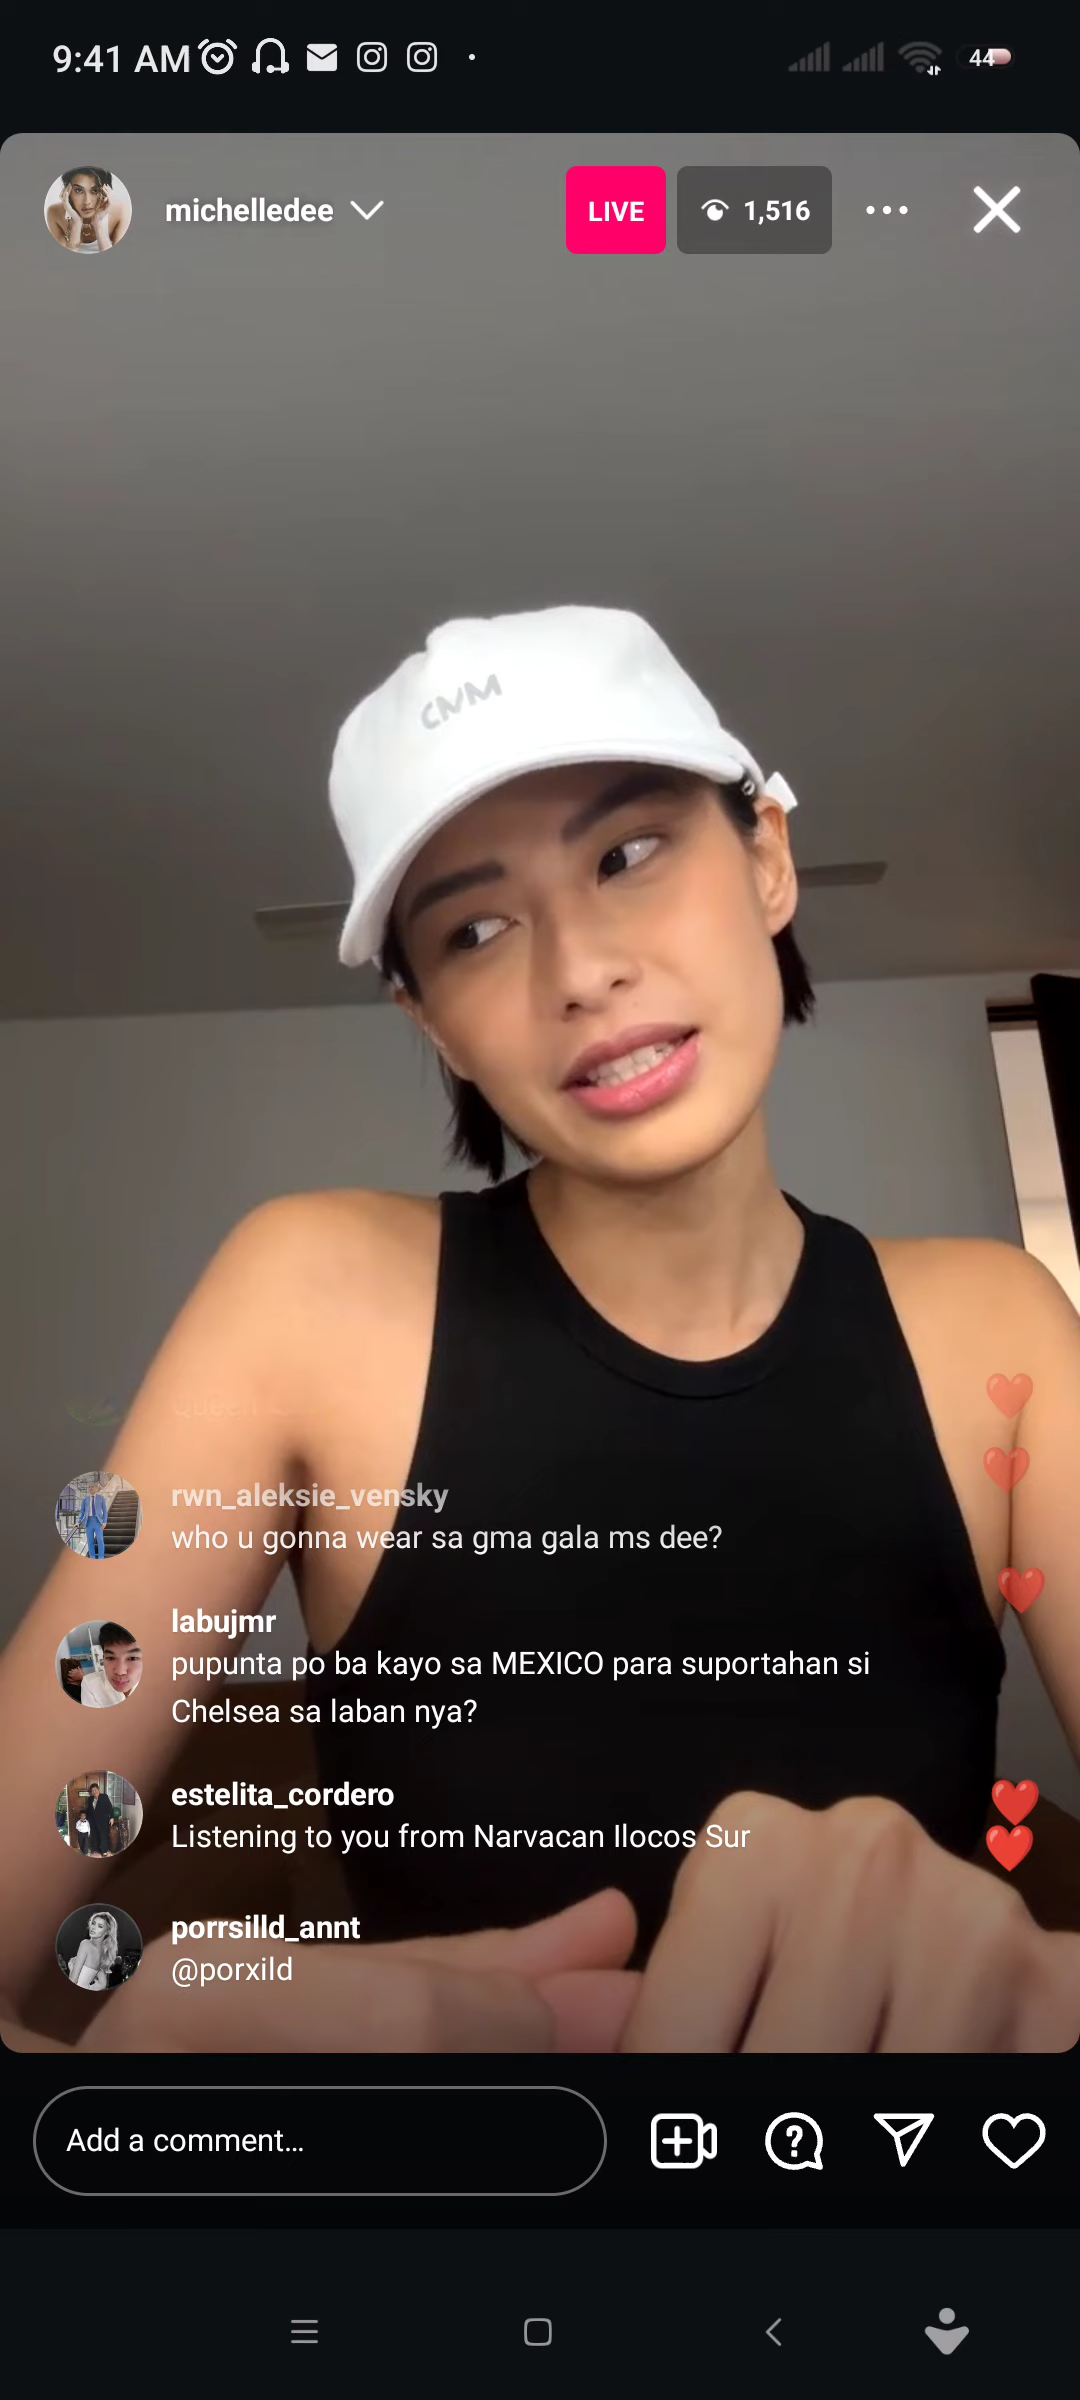 9:41 AM
44
michelledee
LIVE
1,516
CMM
Queen
rwn_aleksie_vensky
who u gonna wear sa gma gala ms dee?
labujmr
pupunta po ba kayo sa MEXICO para suportahan si
Chelsea sa laban nya?
estelita_cordero
Listening to you from Narvacan Ilocos Sur
porrsilld_annt
@porxild
Add a comment...